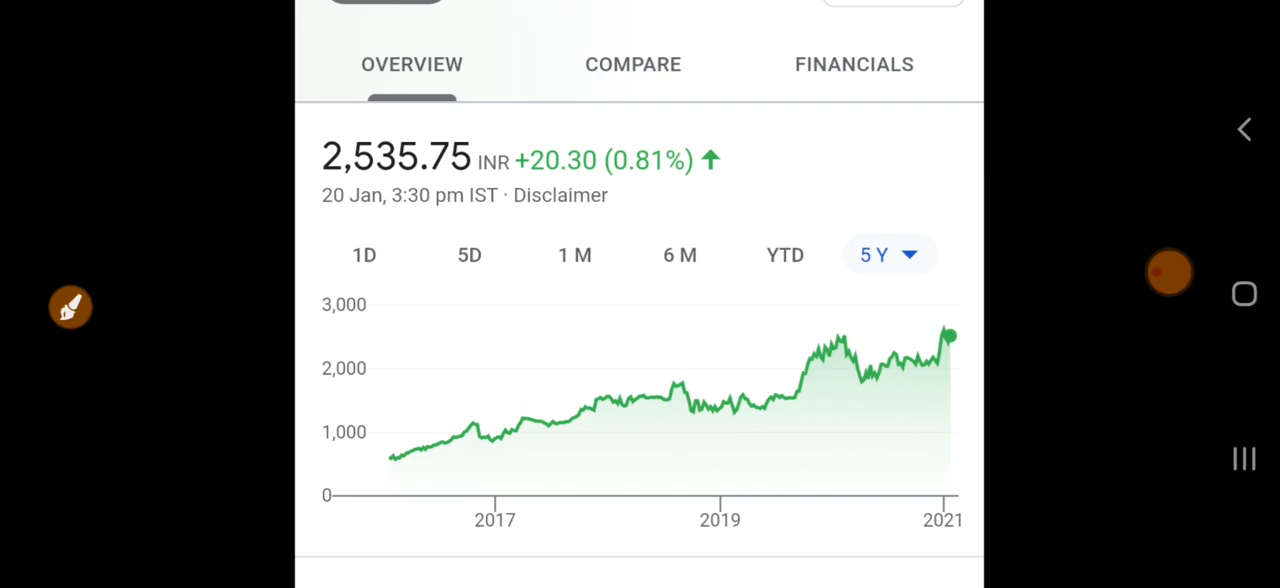 OVERVIEW COMPARE FINANCIALS
2,535.75 INR +20.30 (0.81%)
20 Jan, 3:30 pm IST · Disclaimer
1D 5D 1 M 6 M YTD 5 Y
3,000
2,000
1,000
0
2017 2019 2021